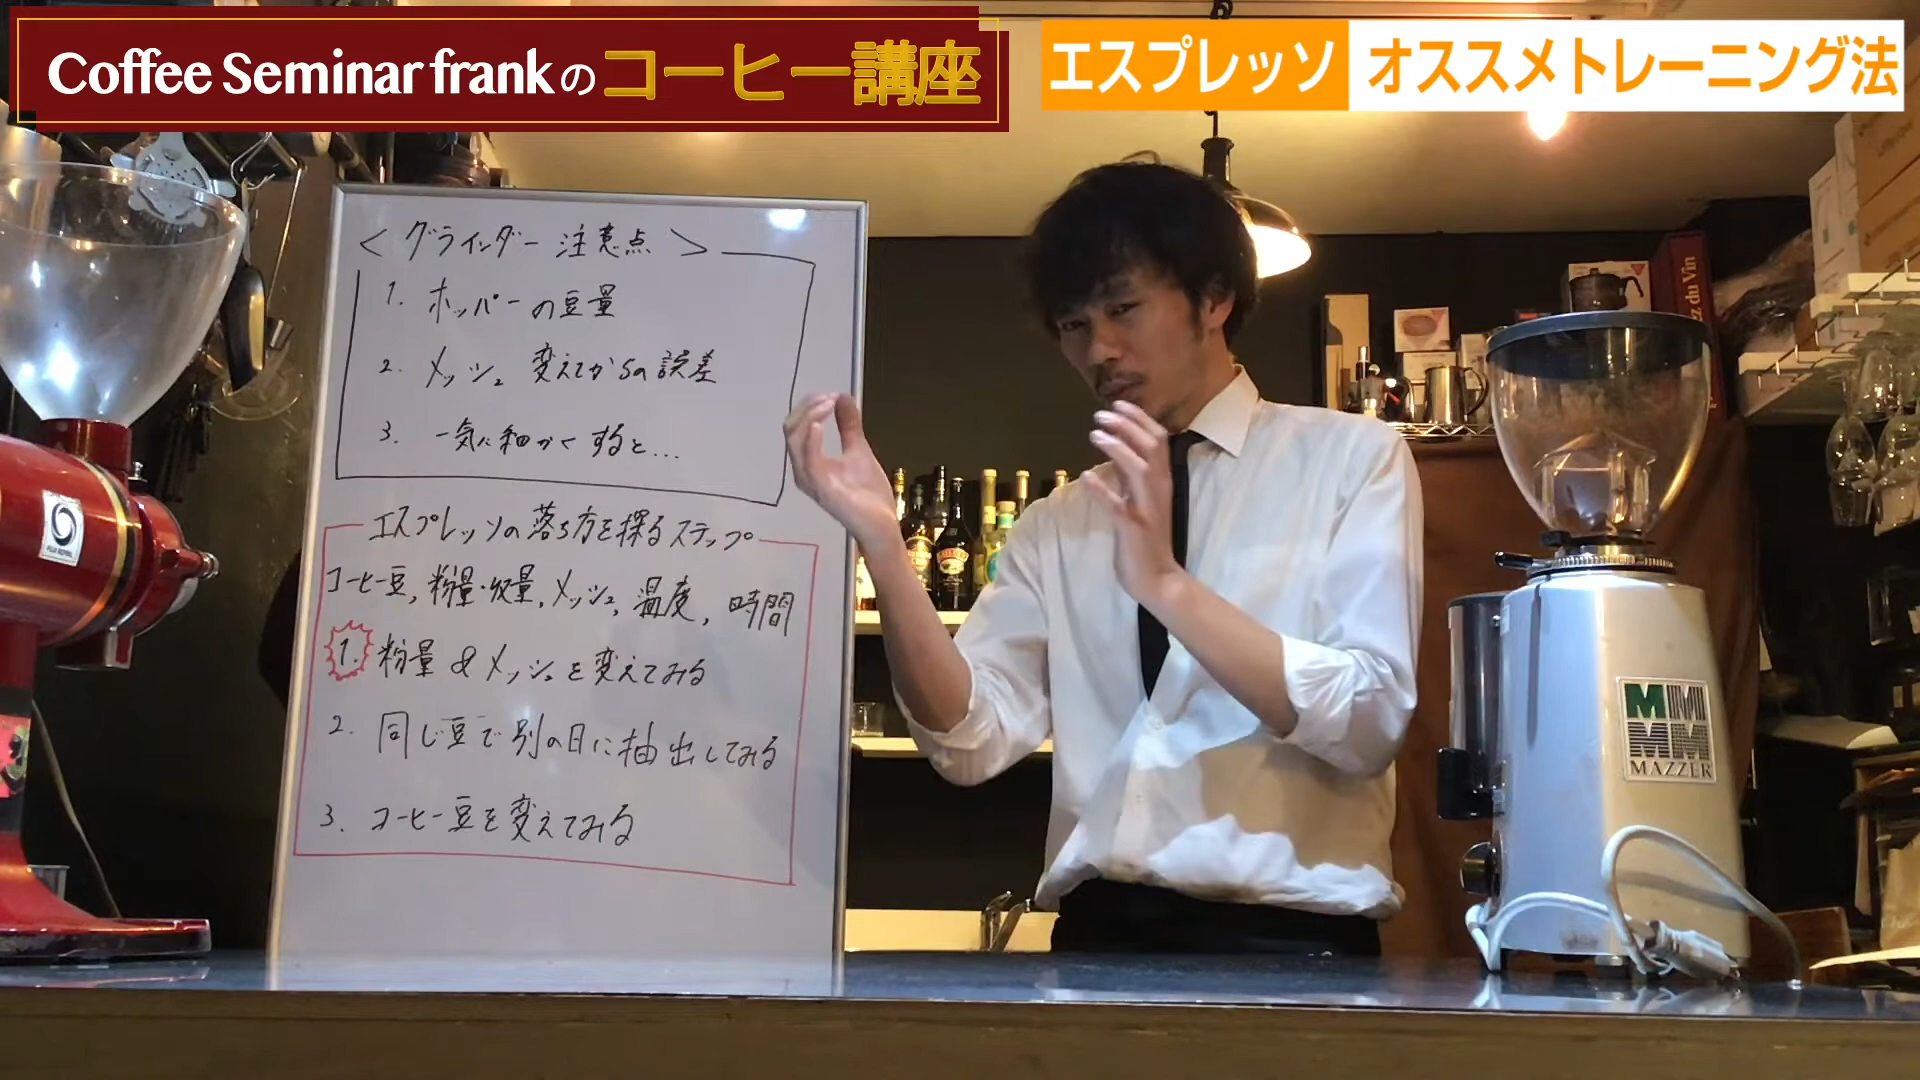 Coffee Seminar frankのコーヒー講座
エスプレッソ オススメトレーニング法
<グラインダー 注意点>
1. ホッパーの豆量
2. メッシュ 変えてからの誤差
3. 一気に細かくすると...
エスプレッソの落ち方を探るステップ
コーヒー豆, 粉量・収量, メッシュ, 温度, 時間
1. 粉量 & メッシュを変えてみる
2. 同じ豆で別の日に抽出してみる
3. コーヒー豆を変えてみる
FUJI ROYAL
BAILEYS
du Vin
MAZZER